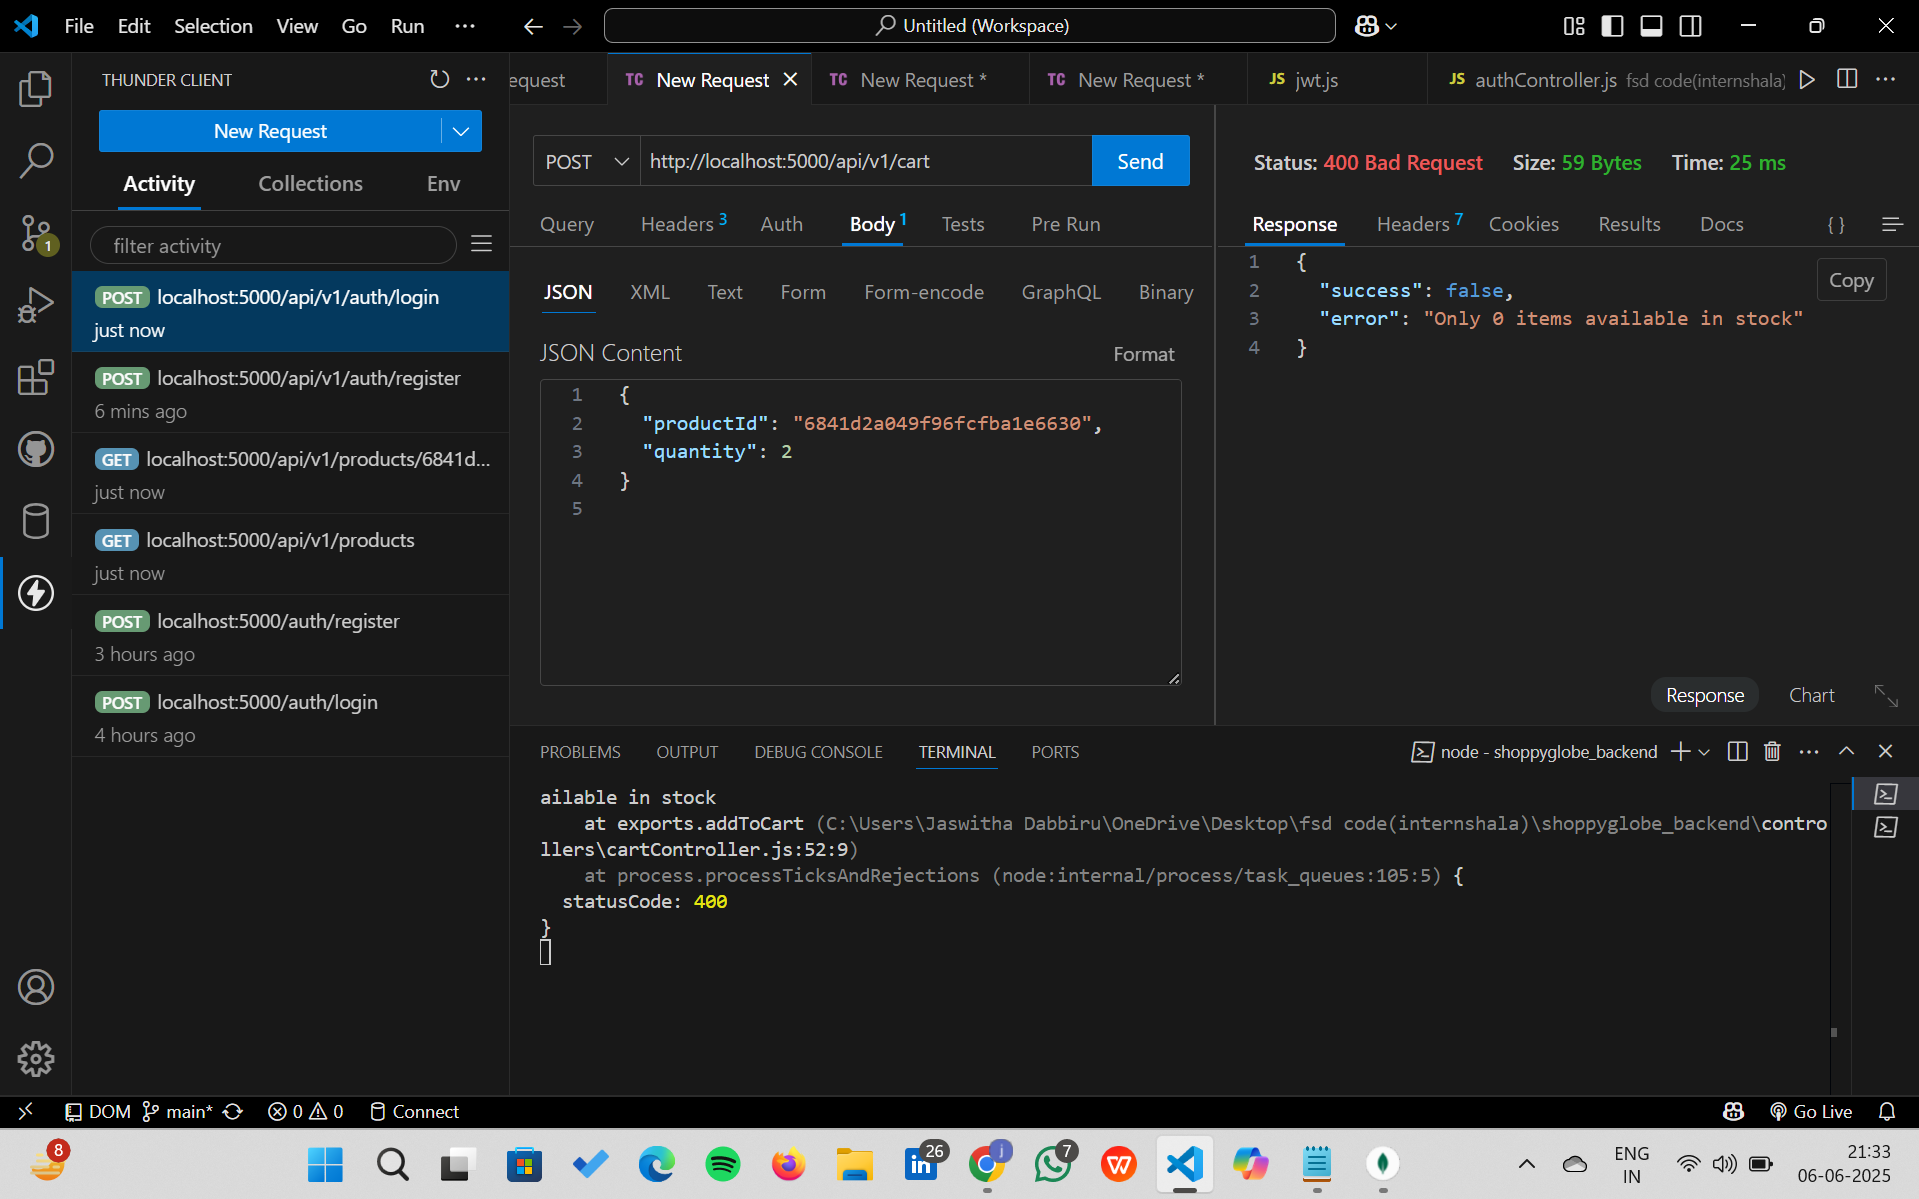 File Edit Selection View Go Run ···
Untitled (Workspace)
THUNDER CLIENT
New Request
Activity Collections Env
filter activity
POST localhost:5000/api/v1/auth/login
just now
POST localhost:5000/api/v1/auth/register
6 mins ago
GET localhost:5000/api/v1/products/6841d...
just now
GET localhost:5000/api/v1/products
just now
POST localhost:5000/auth/register
3 hours ago
POST localhost:5000/auth/login
4 hours ago
1
equest TC New Request TC New Request * TC New Request * JS jwt.js JS authController.js fsd code(internshala)
POST http://localhost:5000/api/v1/cart Send
Query Headers 3 Auth Body 1 Tests Pre Run
JSON XML Text Form Form-encode GraphQL Binary
JSON Content Format
1 {
2 "productId": "6841d2a049f96fcfba1e6630",
3 "quantity": 2
4 }
5
Status: 400 Bad Request Size: 59 Bytes Time: 25 ms
Response Headers 7 Cookies Results Docs { }
Copy
1 {
2 "success": false,
3 "error": "Only 0 items available in stock"
4 }
Response Chart
PROBLEMS OUTPUT DEBUG CONSOLE TERMINAL PORTS
node - shoppyglobe_backend
ailable in stock
at exports.addToCart (C:\Users\Jaswitha Dabbiru\OneDrive\Desktop\fsd code(internshala)\shoppyglobe_backend\contro
llers\cartController.js:52:9)
at process.processTicksAndRejections (node:internal/process/task_queues:105:5) {
statusCode: 400
}
DOM main* 0 0 Connect Go Live
8
26
j
7
ENG
IN
21:33
06-06-2025